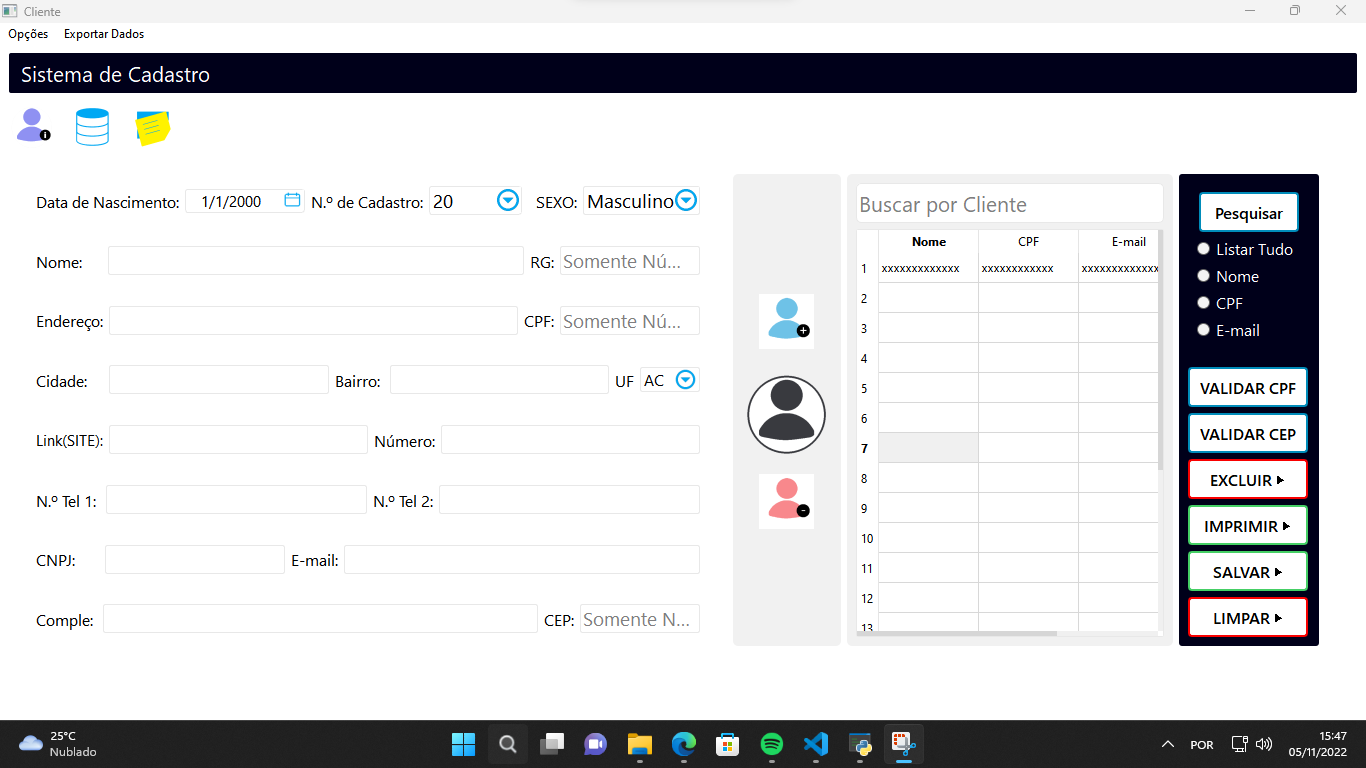 Cliente
Opções Exportar Dados
Sistema de Cadastro
Data de Nascimento: 1/1/2000 N.º de Cadastro: 20 SEXO: Masculino
Nome: RG: Somente Nú...
Endereço: CPF: Somente Nú...
Cidade: Bairro: UF AC
Link(SITE): Número:
N.º Tel 1: N.º Tel 2:
CNPJ: E-mail:
Comple: CEP: Somente N...
Buscar por Cliente
Nome CPF E-mail
1 xxxxxxxxxxxxx xxxxxxxxxxxx xxxxxxxxxxxxx
2
3
4
5
6
7
8
9
10
11
12
13
Pesquisar
Listar Tudo
Nome
CPF
E-mail
VALIDAR CPF
VALIDAR CEP
EXCLUIR
IMPRIMIR
SALVAR
LIMPAR
25°C
Nublado
POR
15:47
05/11/2022